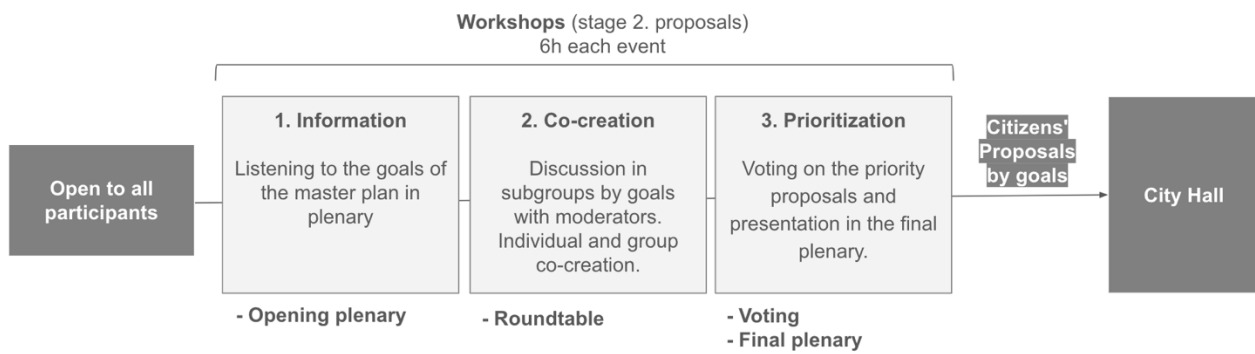 Workshops (stage 2. proposals)
6h each event
Open to all
participants
1. Information
Listening to the goals of
the master plan in
plenary
- Opening plenary
2. Co-creation
Discussion in
subgroups by goals
with moderators.
Individual and group
co-creation.
- Roundtable
3. Prioritization
Voting on the priority
proposals and
presentation in the final
plenary.
- Voting
- Final plenary
Citizens'
Proposals
by goals
City Hall